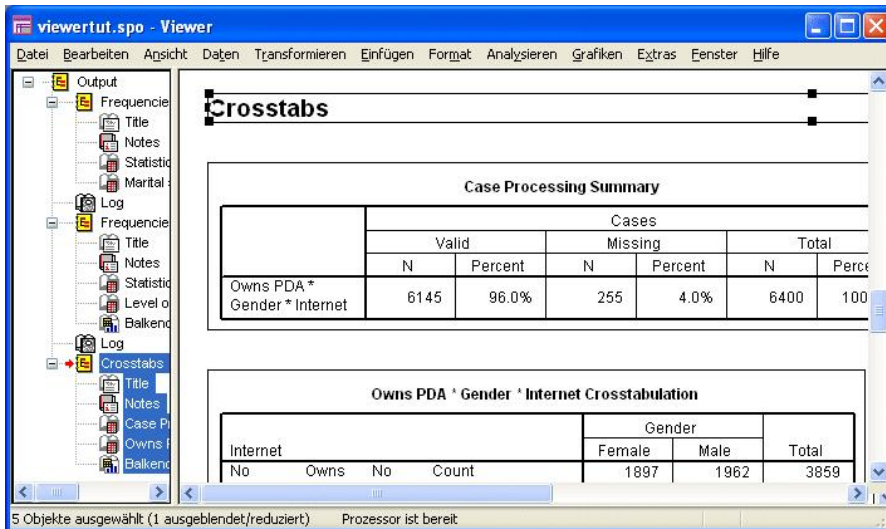 viewertut.spo - Viewer
Datei Bearbeiten Ansicht Daten Transformieren Einfügen Format Analysieren Grafiken Extras Fenster Hilfe
Output
Frequencie
Title
Notes
Statistic
Marital
Log
Frequencie
Title
Notes
Statistic
Level o
Balkend
Log
Crosstabs
Title
Notes
Case P
Owns
Balkend
Crosstabs
Case Processing Summary
Cases
Valid Missing Total
N Percent N Percent N Perce
Owns PDA *
Gender * Internet
6145 96.0% 255 4.0% 6400 100
Owns PDA * Gender * Internet Crosstabulation
Gender
Internet Female Male Total
No Owns No Count 1897 1962 3859
5 Objekte ausgewählt (1 ausgeblendet/reduziert) Prozessor ist bereit